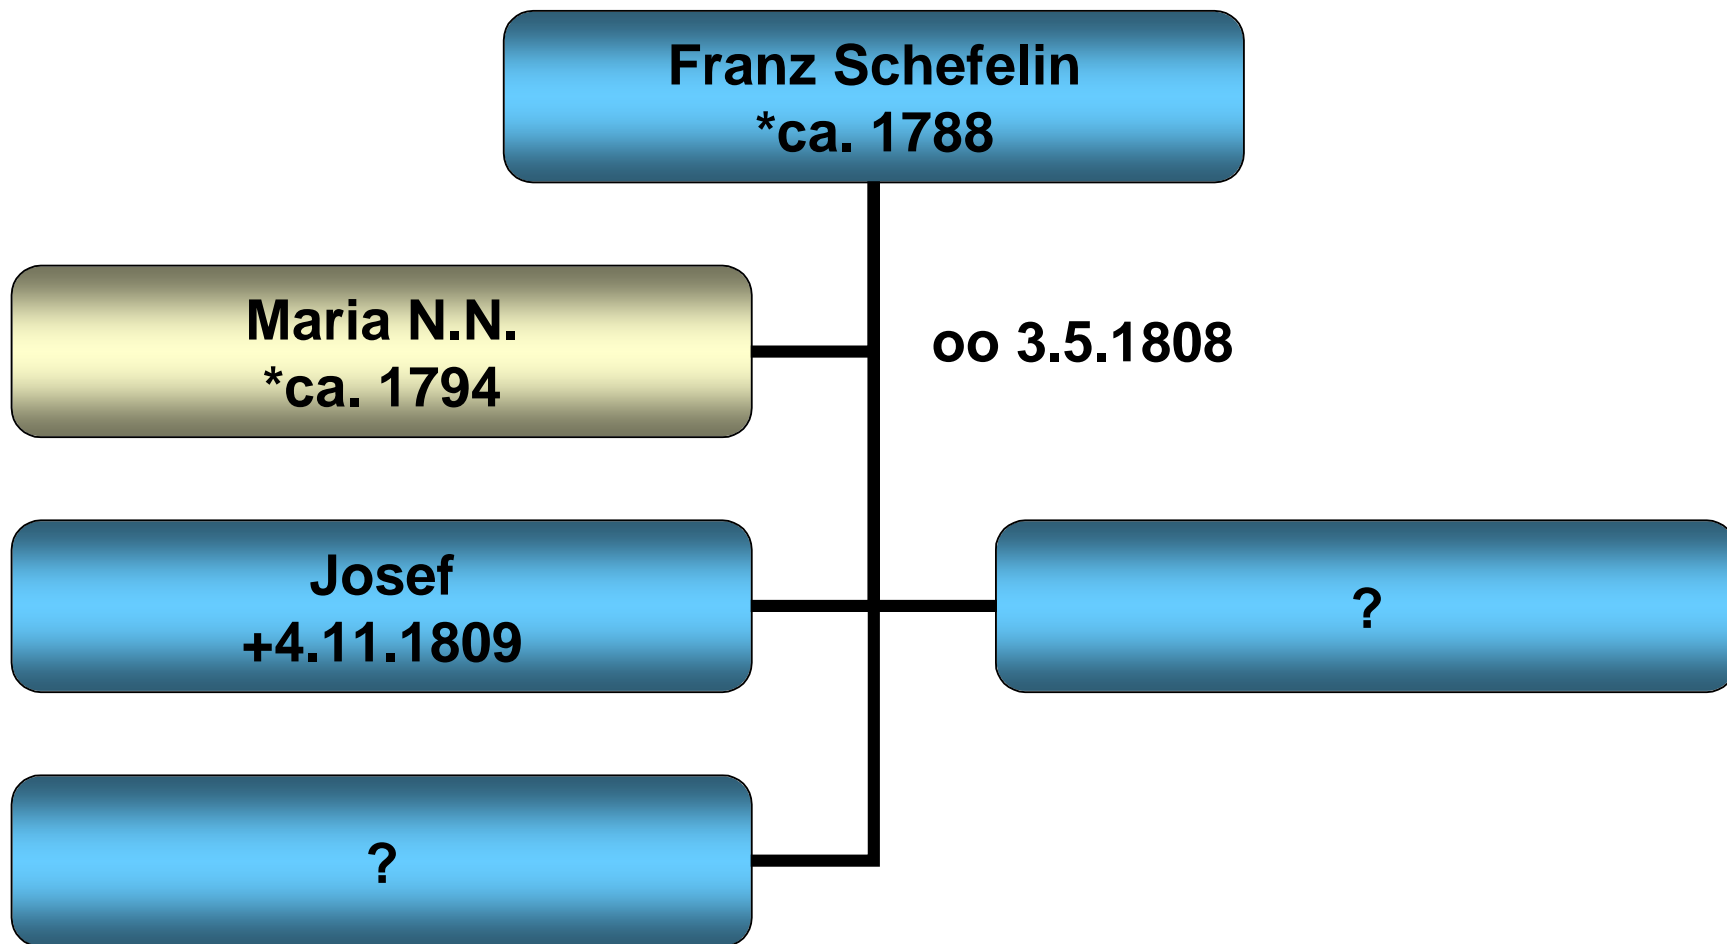 Franz Schefelin
*ca. 1788
Maria N.N.
*ca. 1794
oo 3.5.1808
Josef
+4.11.1809
?
?